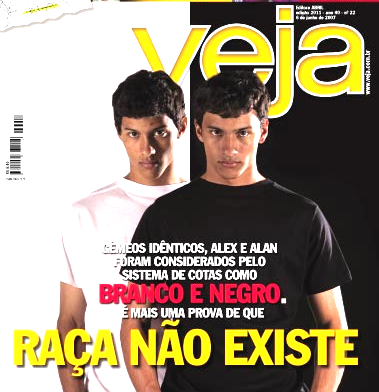 Editora ABRIL
edição 2011 - ano 40 - nº 22
6 de junho de 2007
veja
www.veja.com.br
GÊMEOS IDÊNTICOS, ALEX E ALAN
FORAM CONSIDERADOS PELO
SISTEMA DE COTAS COMO
BRANCO E NEGRO.
É MAIS UMA PROVA DE QUE
RAÇA NÃO EXISTE